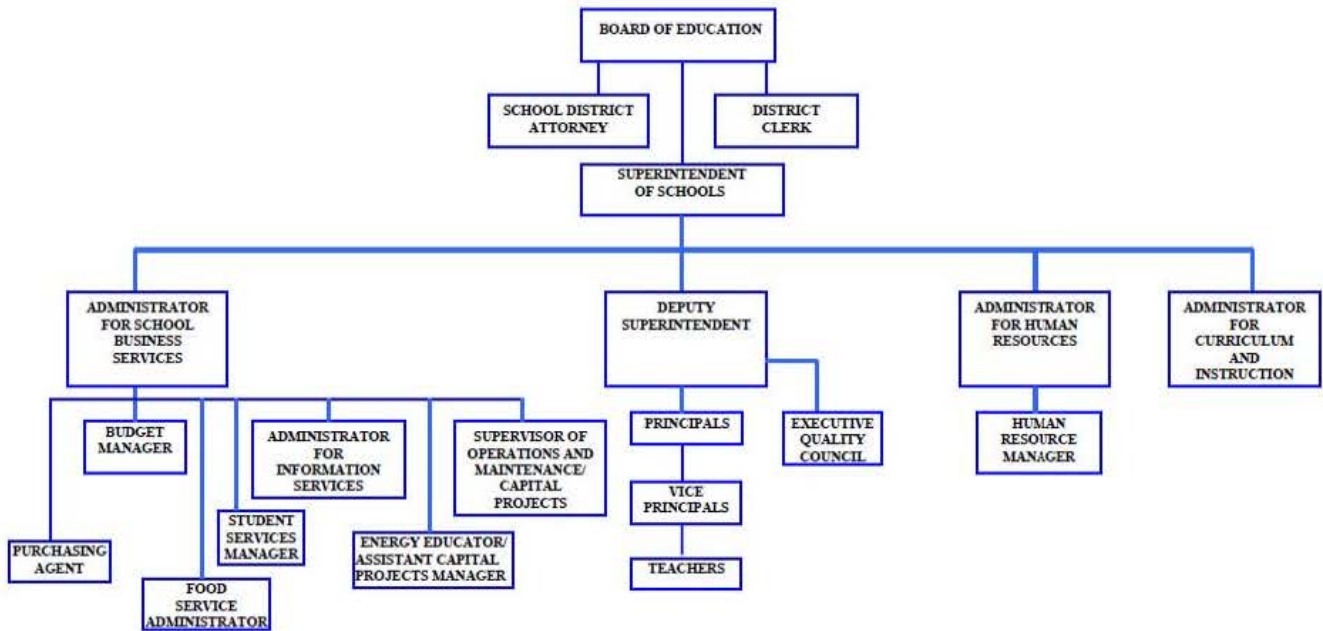 BOARD OF EDUCATION
SCHOOL DISTRICT
ATTORNEY
DISTRICT
CLERK
SUPERINTENDENT
OF SCHOOLS
ADMINISTRATOR
FOR SCHOOL
BUSINESS
SERVICES
DEPUTY
SUPERINTENDENT
ADMINISTRATOR
FOR HUMAN
RESOURCES
ADMINISTRATOR
FOR
CURRICULUM
AND
INSTRUCTION
BUDGET
MANAGER
ADMINISTRATOR
FOR
INFORMATION
SERVICES
SUPERVISOR OF
OPERATIONS AND
MAINTENANCE/
CAPITAL
PROJECTS
PRINCIPALS
EXECUTIVE
QUALITY
COUNCIL
HUMAN
RESOURCE
MANAGER
VICE
PRINCIPALS
STUDENT
SERVICES
MANAGER
PURCHASING
AGENT
ENERGY EDUCATOR/
ASSISTANT CAPITAL
PROJECTS MANAGER
TEACHERS
FOOD
SERVICE
ADMINISTRATOR